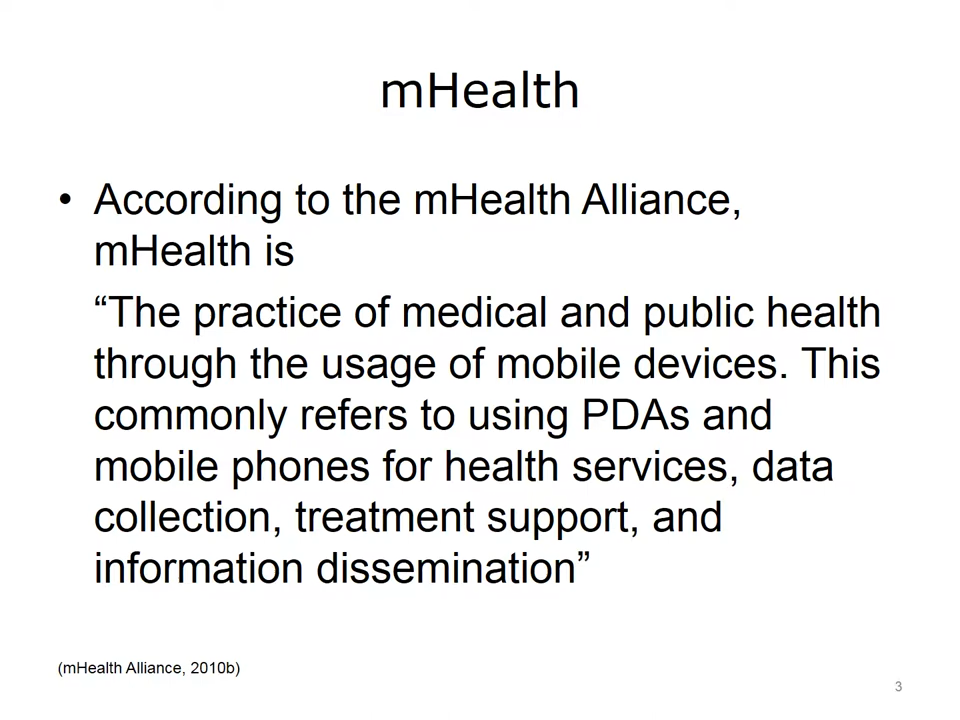 mHealth
• According to the mHealth Alliance,
mHealth is
“The practice of medical and public health
through the usage of mobile devices. This
commonly refers to using PDAs and
mobile phones for health services, data
collection, treatment support, and
information dissemination”
(mHealth Alliance, 2010b)
3